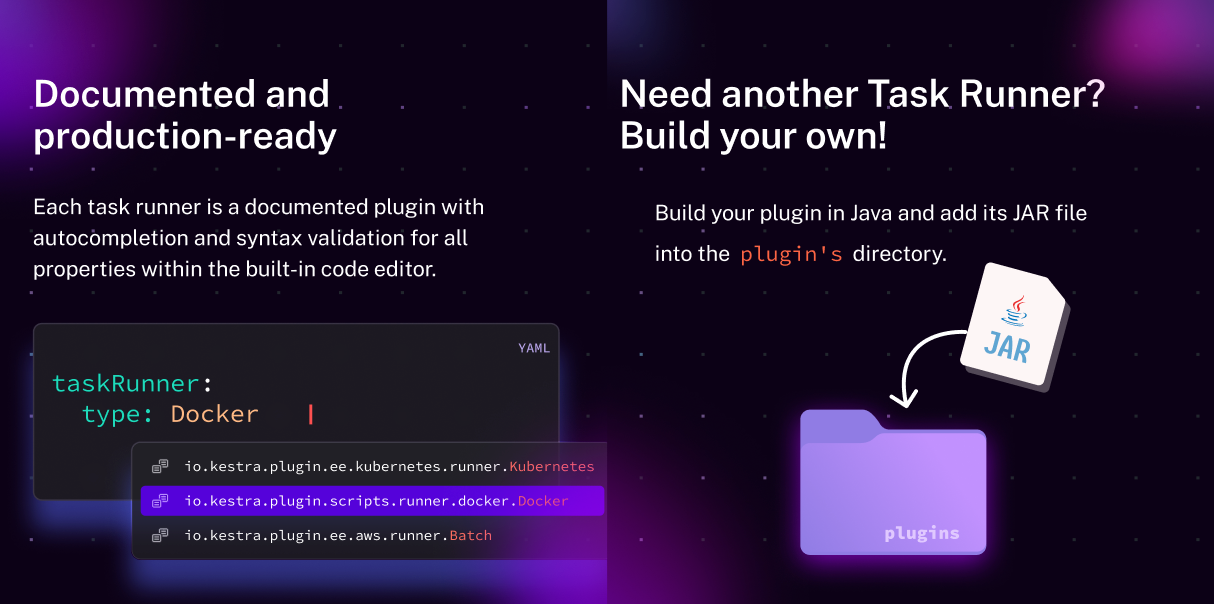 Documented and
production-ready
Each task runner is a documented plugin with
autocompletion and syntax validation for all
properties within the built-in code editor.
YAML
taskRunner:
type: Docker |
io.kestra.plugin.ee.kubernetes.runner.Kubernetes
io.kestra.plugin.scripts.runner.docker.Docker
io.kestra.plugin.ee.aws.runner.Batch
Need another Task Runner?
Build your own!
Build your plugin in Java and add its JAR file
into the plugin's directory.
JAR
plugins